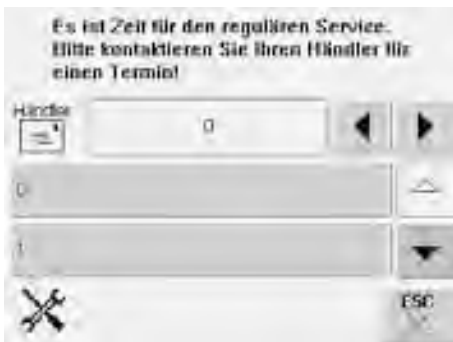 Es ist Zeit für den regulären Service.
Bitte kontaktieren Sie Ihren Händler für
einen Termin!
Händler
0
0
1
ESC